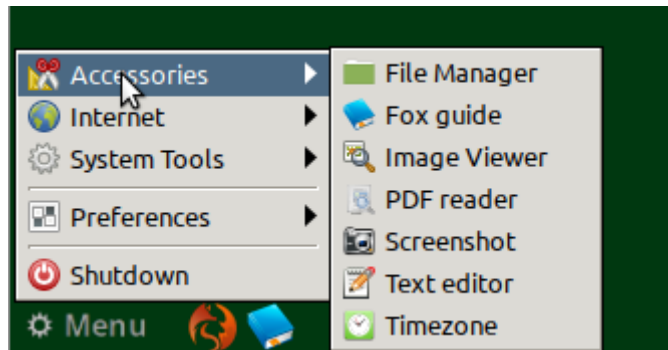 Accessories
Internet
System Tools
Preferences
Shutdown
Menu
File Manager
Fox guide
Image Viewer
PDF reader
Screenshot
Text editor
Timezone